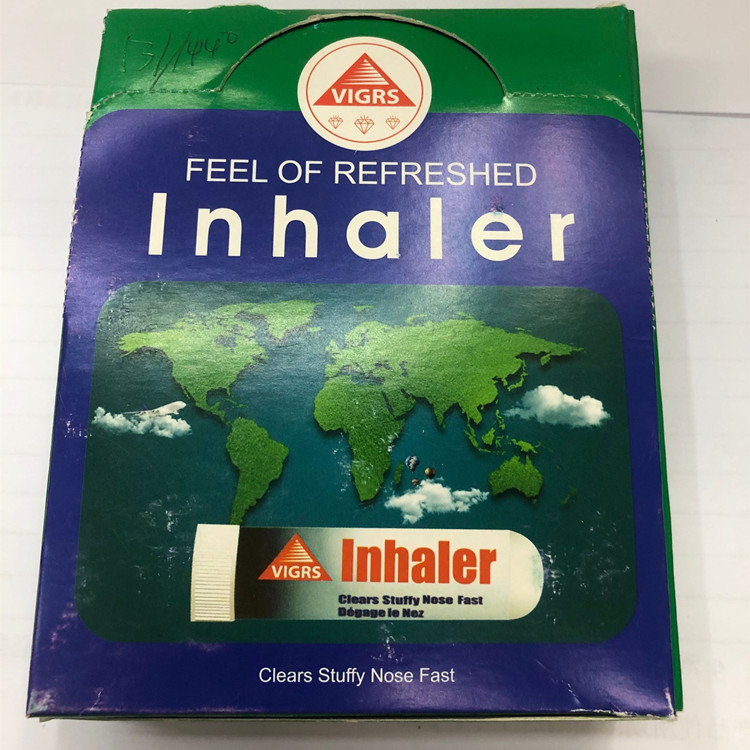 VIGRS
FEEL OF REFRESHED
Inhaler
VIGRS
Inhaler
Clears Stuffy Nose Fast
Dégage le Nez
Clears Stuffy Nose Fast